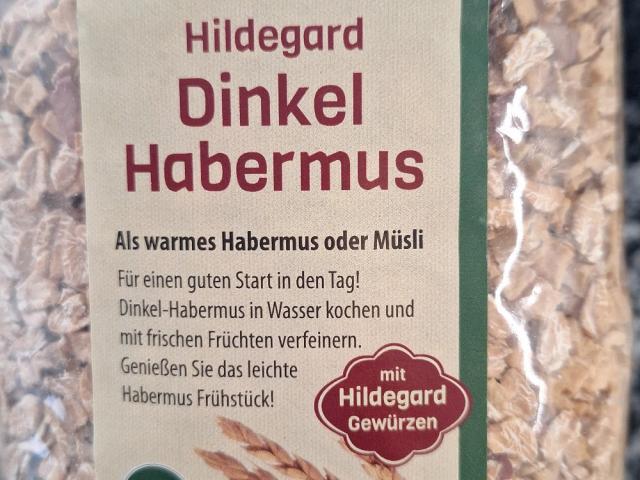 Hildegard
Dinkel
Habermus
Als warmes Habermus oder Müsli
Für einen guten Start in den Tag!
Dinkel-Habermus in Wasser kochen und
mit frischen Früchten verfeinern.
Genießen Sie das leichte
Habermus Frühstück!
mit
Hildegard
Gewürzen